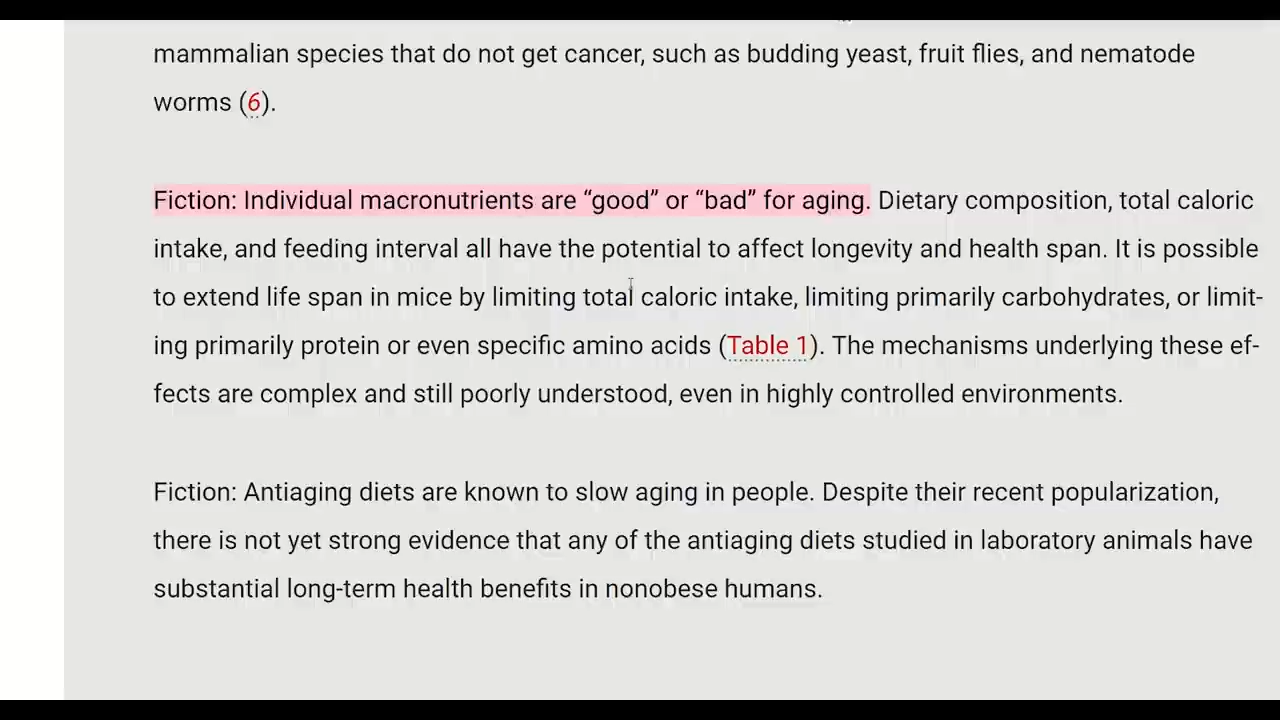 mammalian species that do not get cancer, such as budding yeast, fruit flies, and nematode
worms (6).
Fiction: Individual macronutrients are “good” or “bad” for aging. Dietary composition, total caloric
intake, and feeding interval all have the potential to affect longevity and health span. It is possible
to extend life span in mice by limiting total caloric intake, limiting primarily carbohydrates, or limit-
ing primarily protein or even specific amino acids (Table 1). The mechanisms underlying these ef-
fects are complex and still poorly understood, even in highly controlled environments.
Fiction: Antiaging diets are known to slow aging in people. Despite their recent popularization,
there is not yet strong evidence that any of the antiaging diets studied in laboratory animals have
substantial long-term health benefits in nonobese humans.